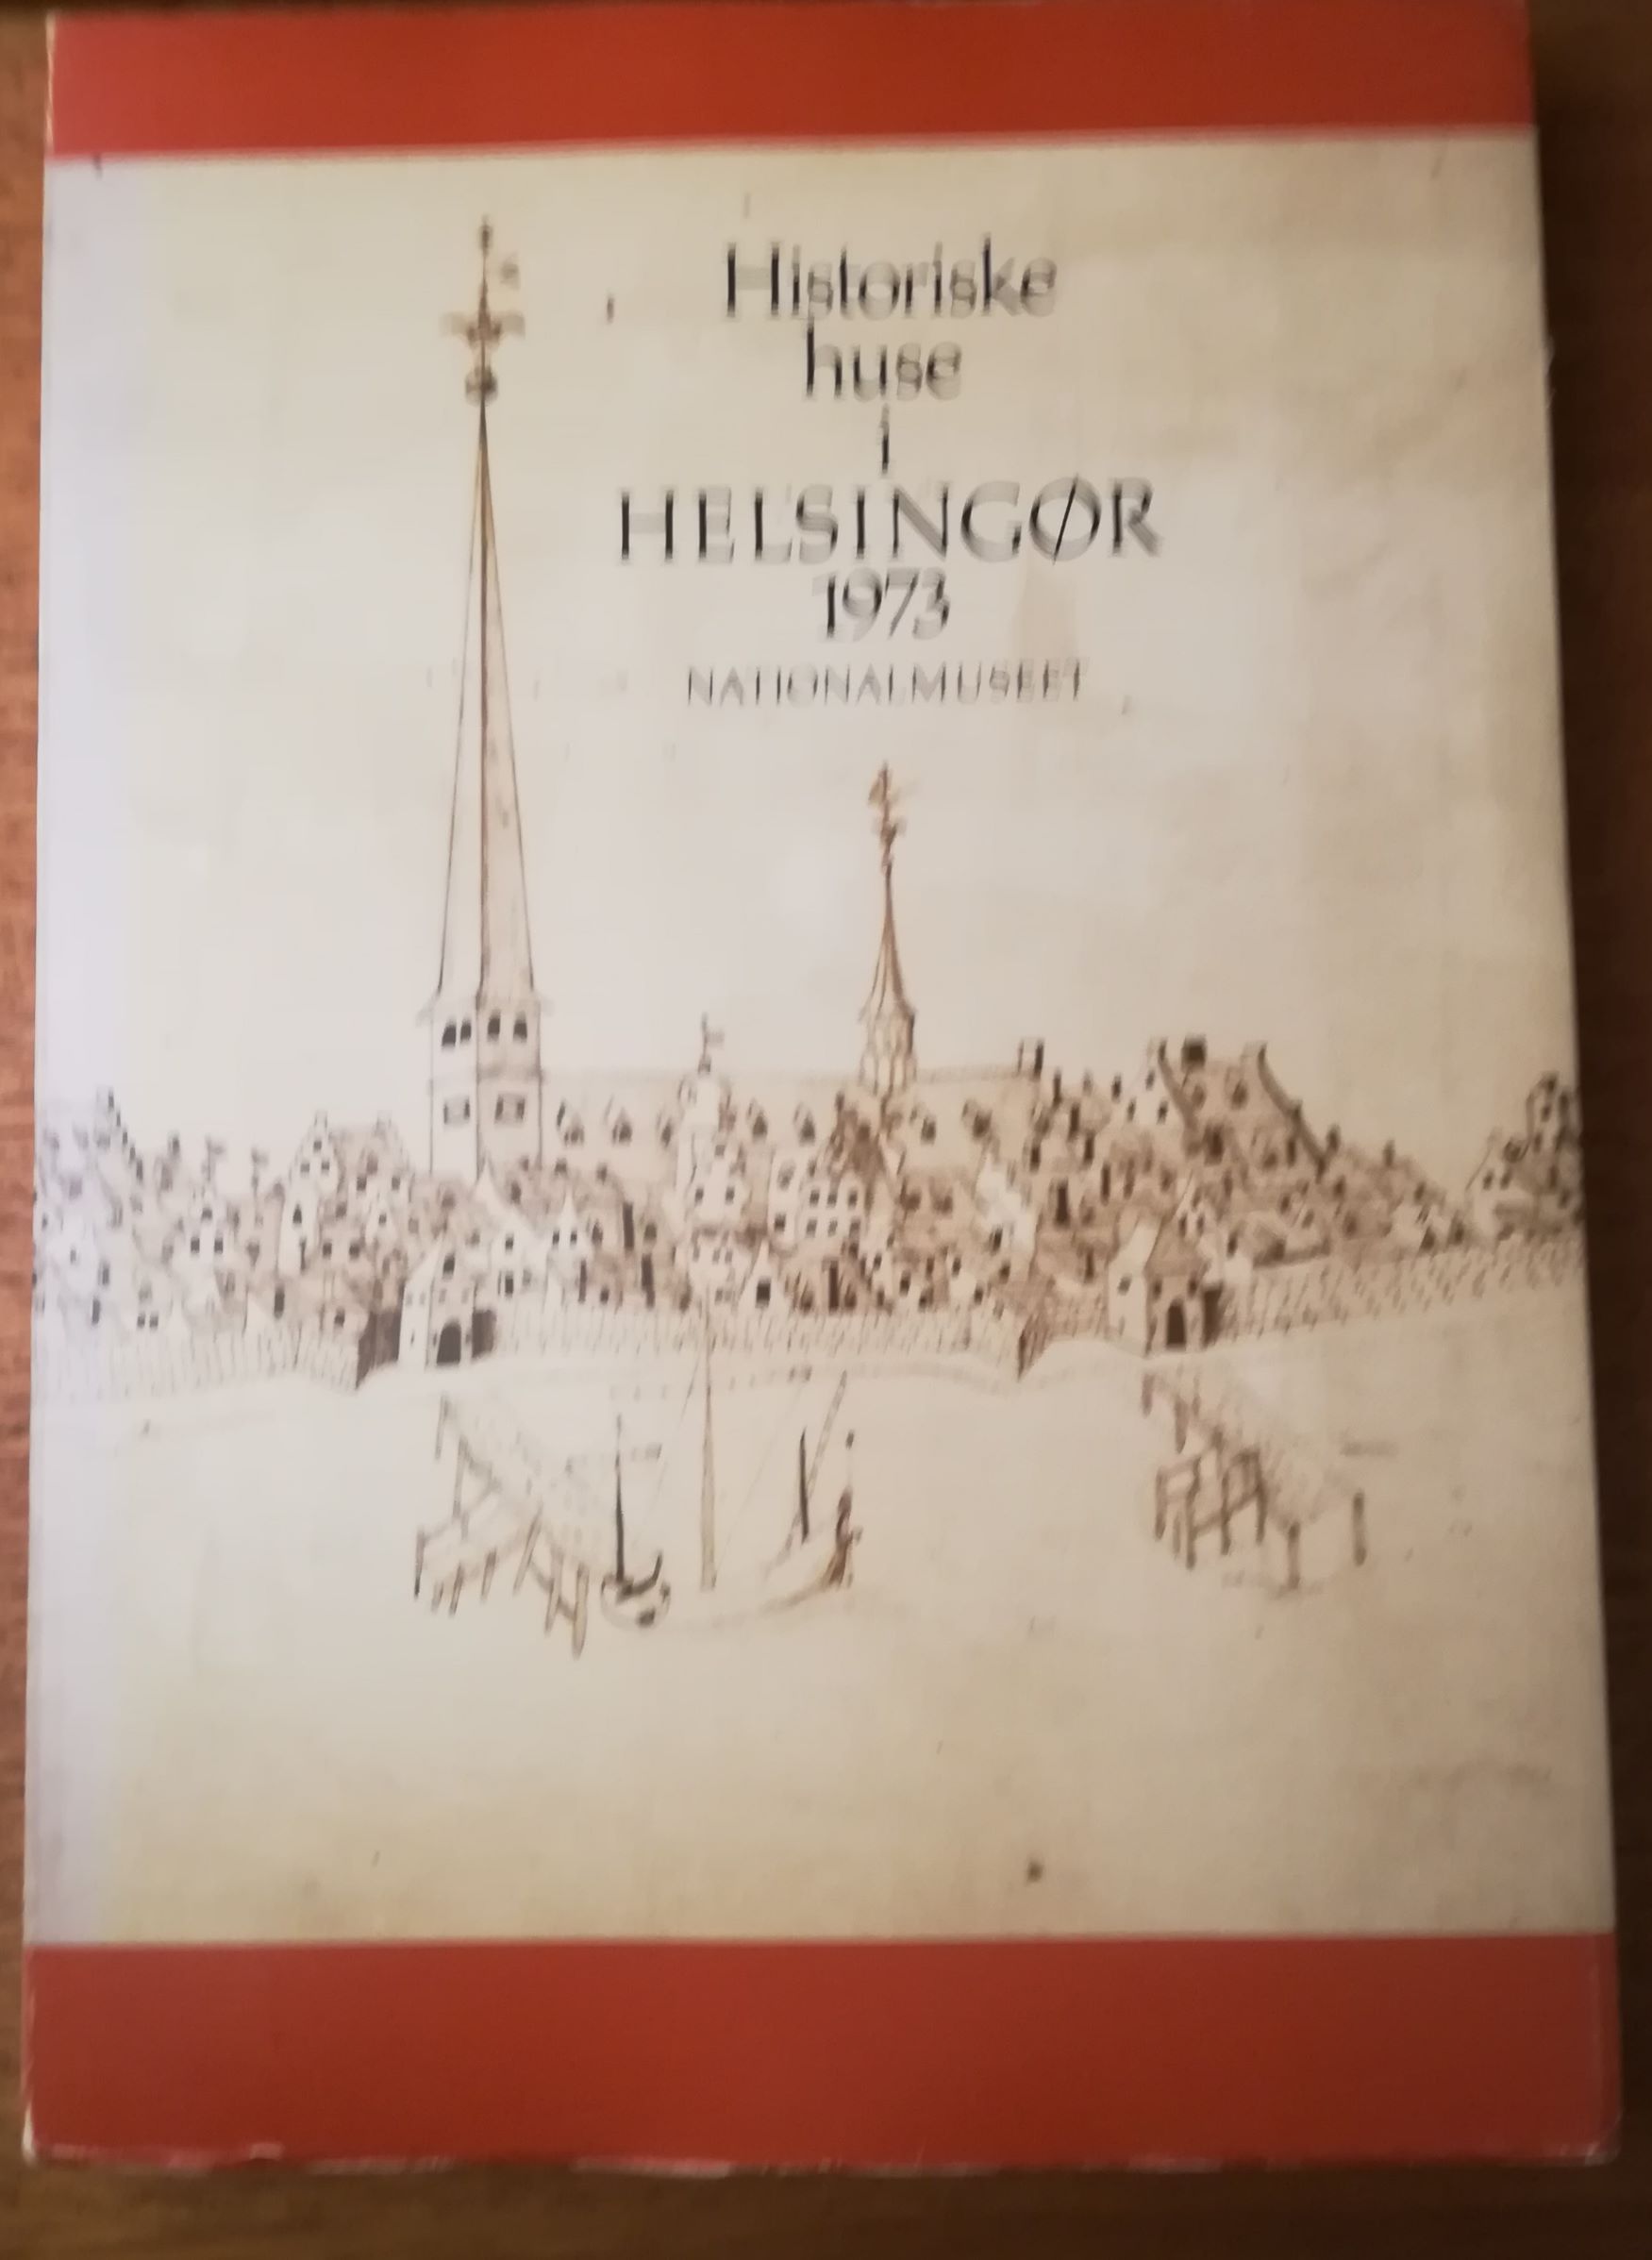 Historiske
huse
i
HELSINGØR
1973
NATIONALMUSEET